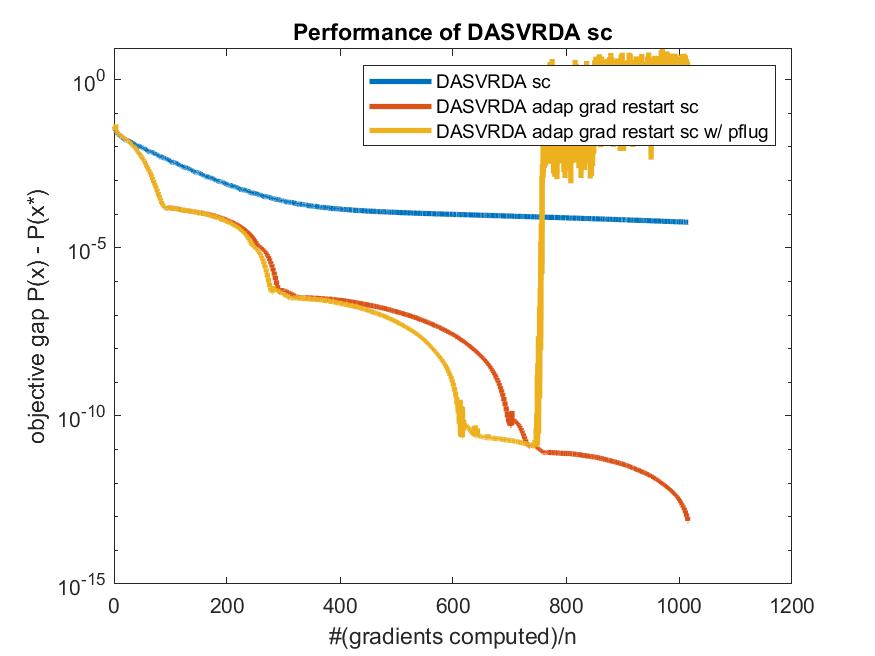 Performance of DASVRDA sc
DASVRDA sc
DASVRDA adap grad restart sc
DASVRDA adap grad restart sc w/ pflug
objective gap P(x) - P(x*)
10^0
10^-5
10^-10
10^-15
0 200 400 600 800 1000 1200
#(gradients computed)/n